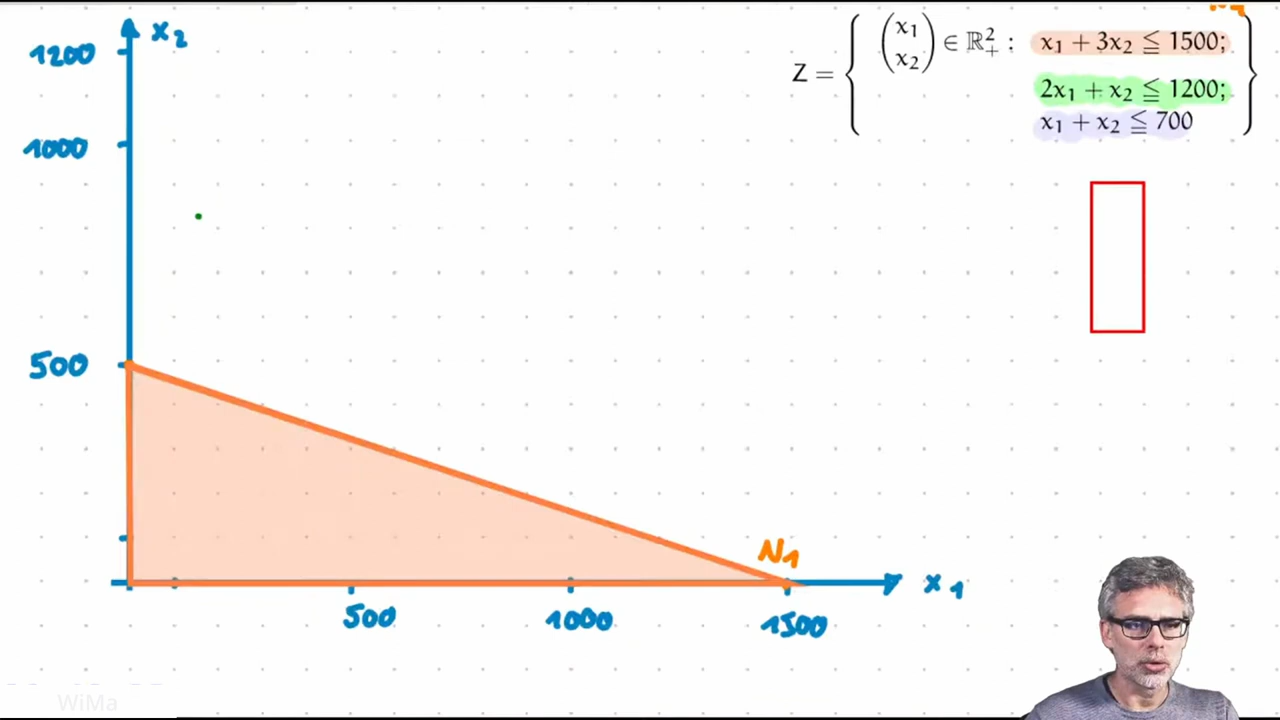 x₂
1200
1000
500
N₁
500
1000
1500
x₁
Z = { (x₁ x₂) ∈ ℝ²₊ : x₁ + 3x₂ ≦ 1500;
2x₁ + x₂ ≦ 1200;
x₁ + x₂ ≦ 700 }
WiMa